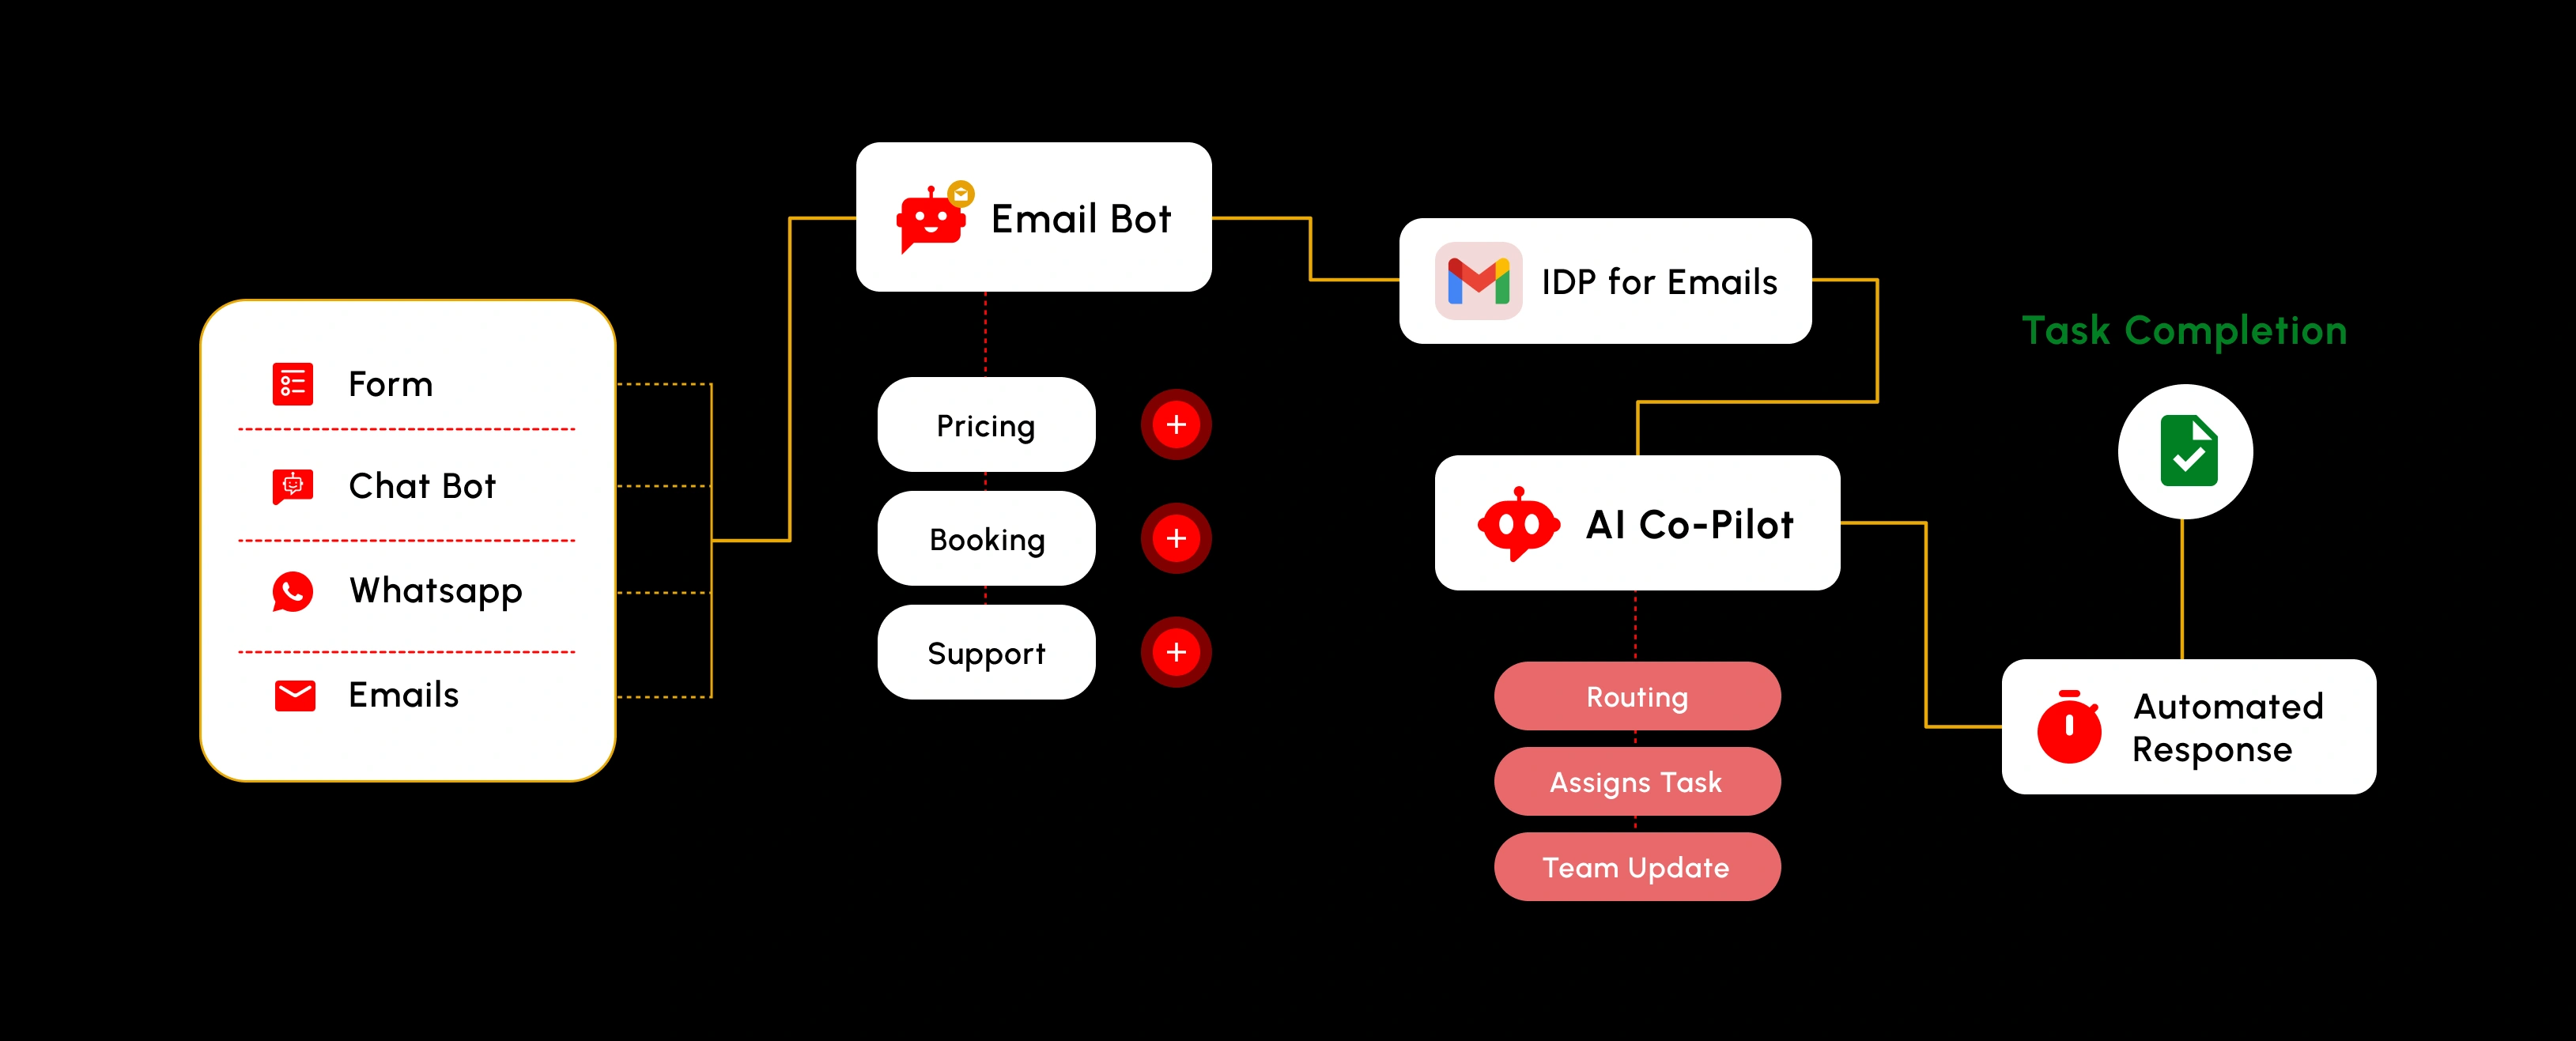 Form
Chat Bot
Whatsapp
Emails
Email Bot
Pricing
Booking
Support
IDP for Emails
AI Co-Pilot
Routing
Assigns Task
Team Update
Task Completion
Automated
Response